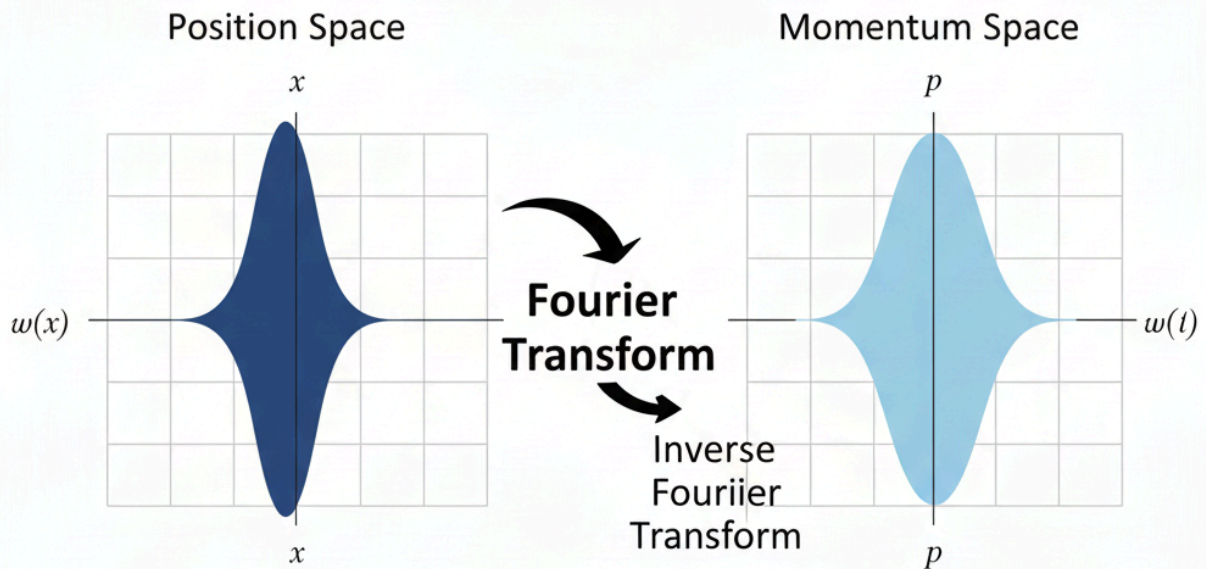 Position Space
Momentum Space
x
p
w(x)
Fourier
Transform
w(t)
Inverse
Fouriier
Transform
x
p